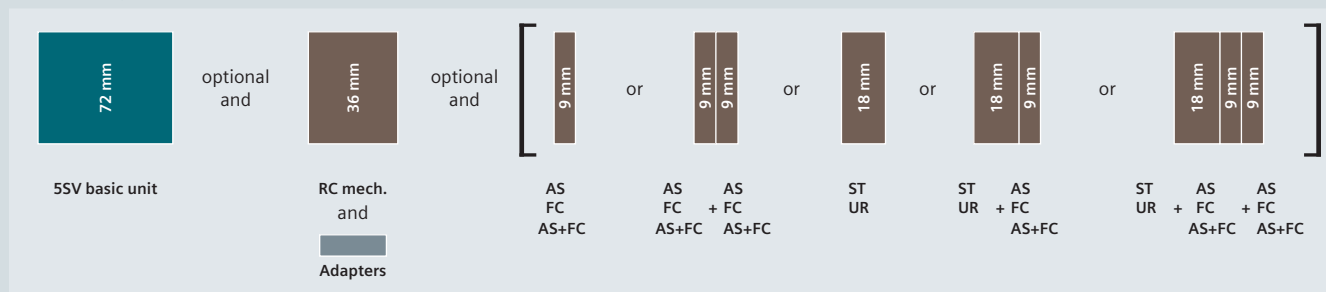 72 mm
optional
and
36 mm
optional
and
9 mm
or
9 mm
9 mm
or
18 mm
or
18 mm
9 mm
or
18 mm
9 mm
9 mm
5SV basic unit
RC mech.
and
Adapters
AS
FC
AS+FC
AS AS
FC + FC
AS+FC AS+FC
ST
UR
ST AS
UR + FC
AS+FC
ST AS AS
UR + FC + FC
AS+FC AS+FC